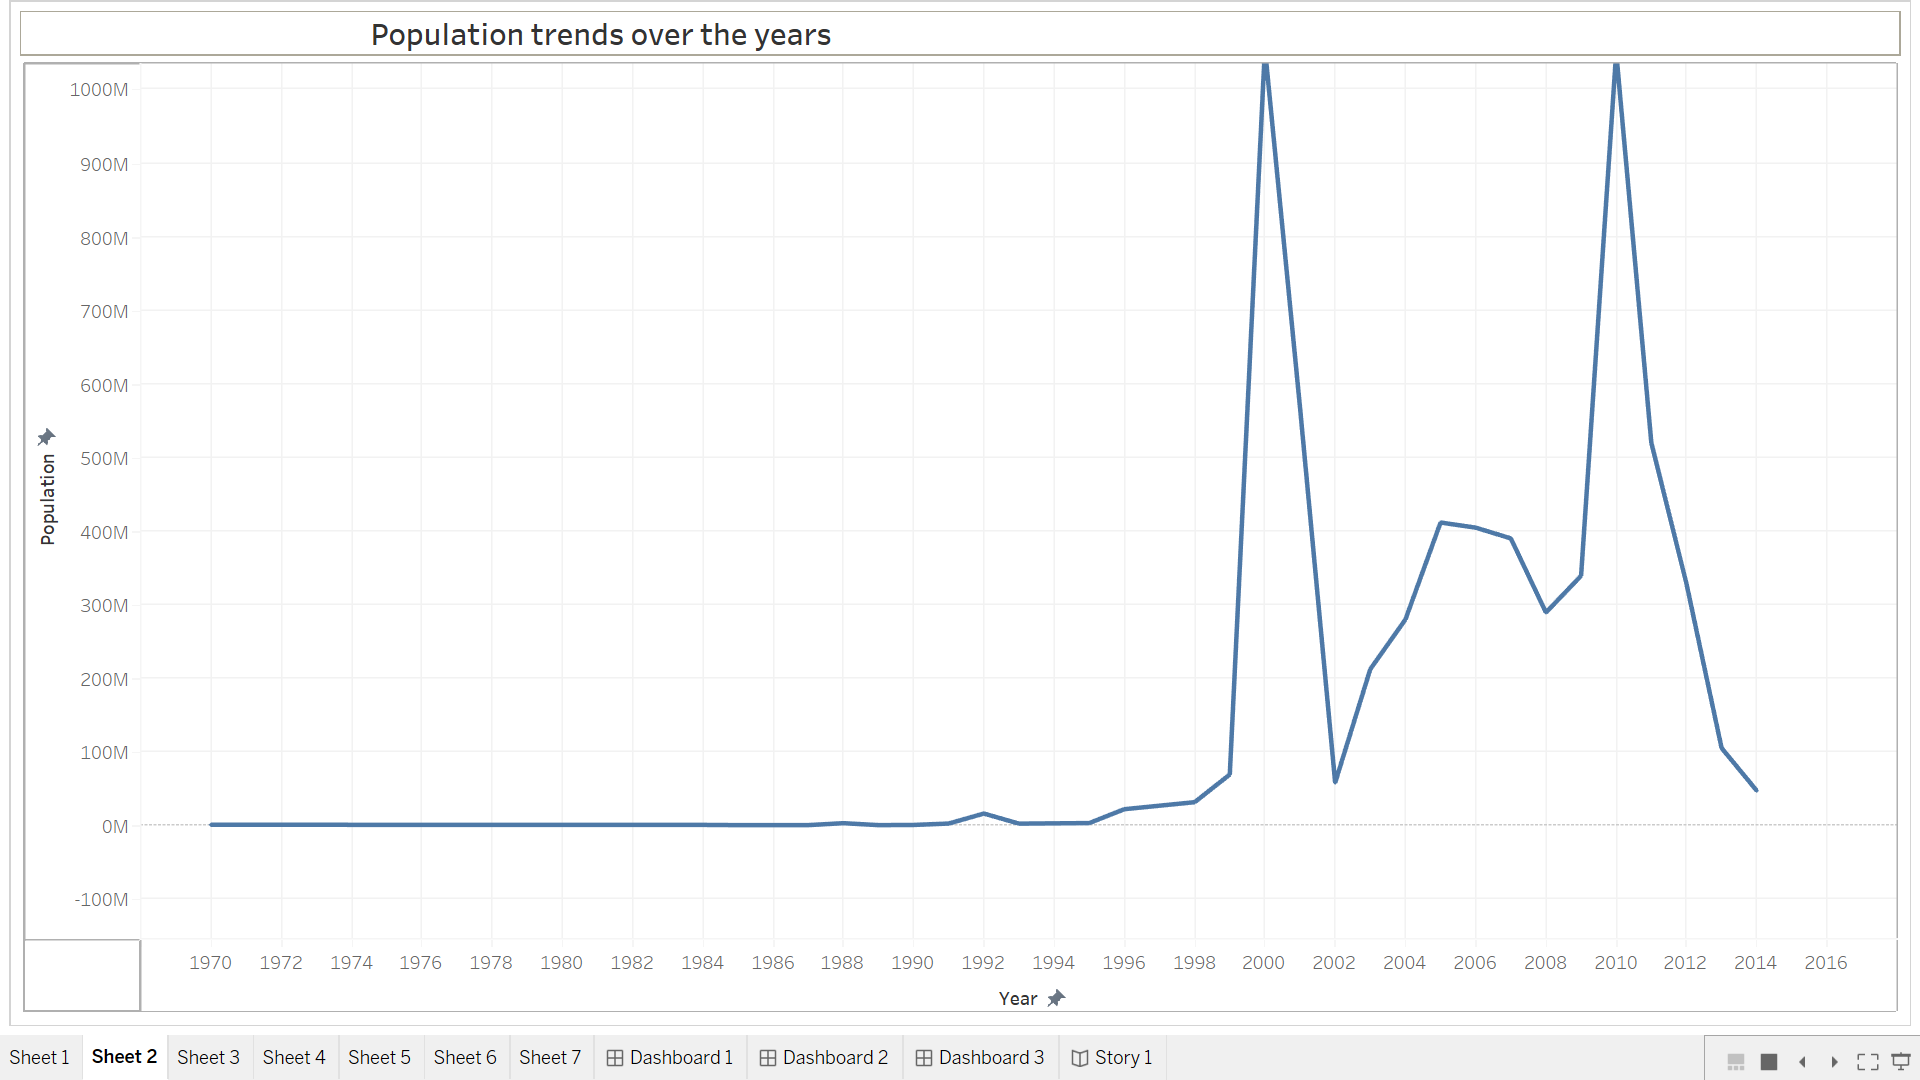 Population trends over the years
1000M
900M
800M
700M
600M
500M
400M
300M
200M
100M
0M
-100M
Population
1970 1972 1974 1976 1978 1980 1982 1984 1986 1988 1990 1992 1994 1996 1998 2000 2002 2004 2006 2008 2010 2012 2014 2016
Year
Sheet 1 Sheet 2 Sheet 3 Sheet 4 Sheet 5 Sheet 6 Sheet 7 Dashboard 1 Dashboard 2 Dashboard 3 Story 1